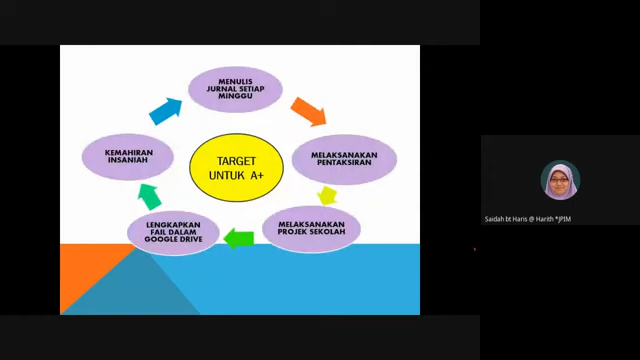 MENULIS
JURNAL SETIAP
MINGGU
KEMAHIRAN
INSANIAH
TARGET
UNTUK A+
MELAKSANAKAN
PENTAKSIRAN
LENGKAPKAN
FAIL DALAM
GOOGLE DRIVE
MELAKSANAKAN
PROJEK SEKOLAH
Saidah bt Haris @ Harith *JPIM